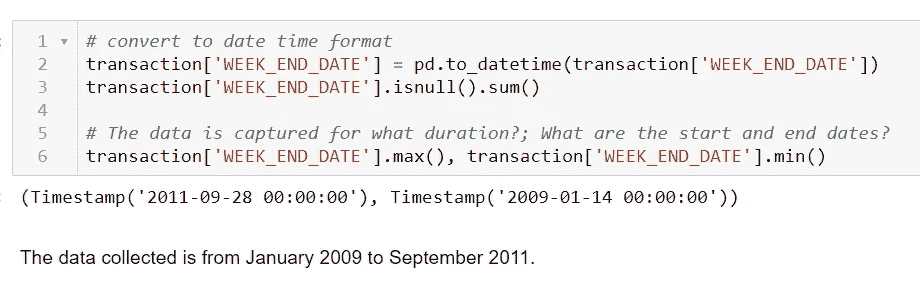 1 # convert to date time format
2 transaction['WEEK_END_DATE'] = pd.to_datetime(transaction['WEEK_END_DATE'])
3 transaction['WEEK_END_DATE'].isnull().sum()
4
5 # The data is captured for what duration?; What are the start and end dates?
6 transaction['WEEK_END_DATE'].max(), transaction['WEEK_END_DATE'].min()
(Timestamp('2011-09-28 00:00:00'), Timestamp('2009-01-14 00:00:00'))
The data collected is from January 2009 to September 2011.